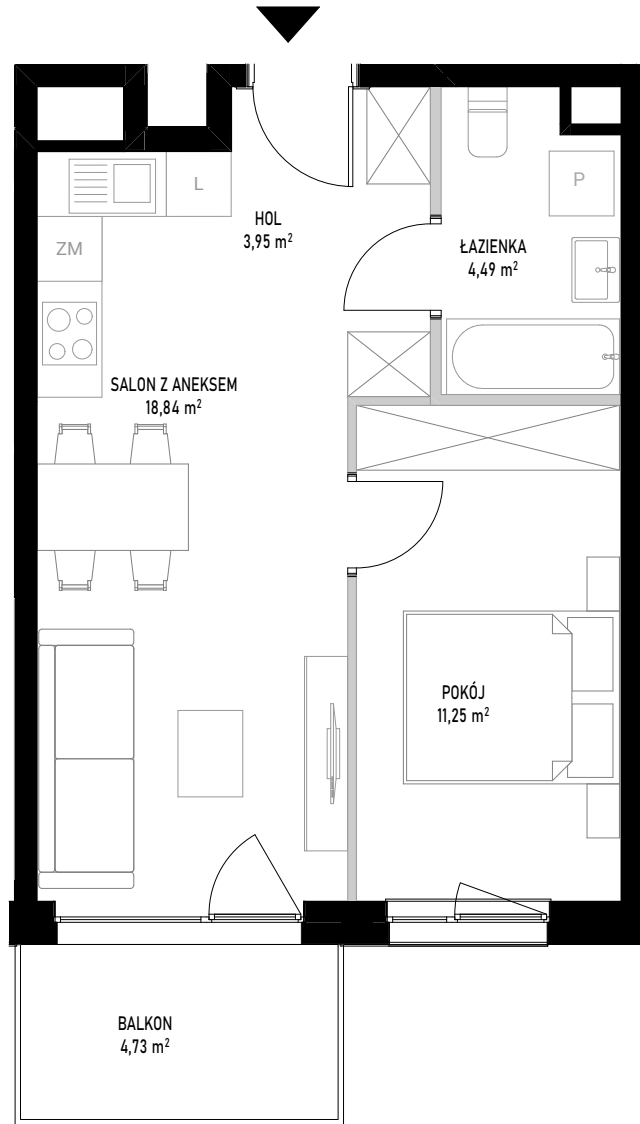 L
P
HOL
3,95 m²
ZM
ŁAZIENKA
4,49 m²
SALON Z ANEKSEM
18,84 m²
POKÓJ
11,25 m²
BALKON
4,73 m²